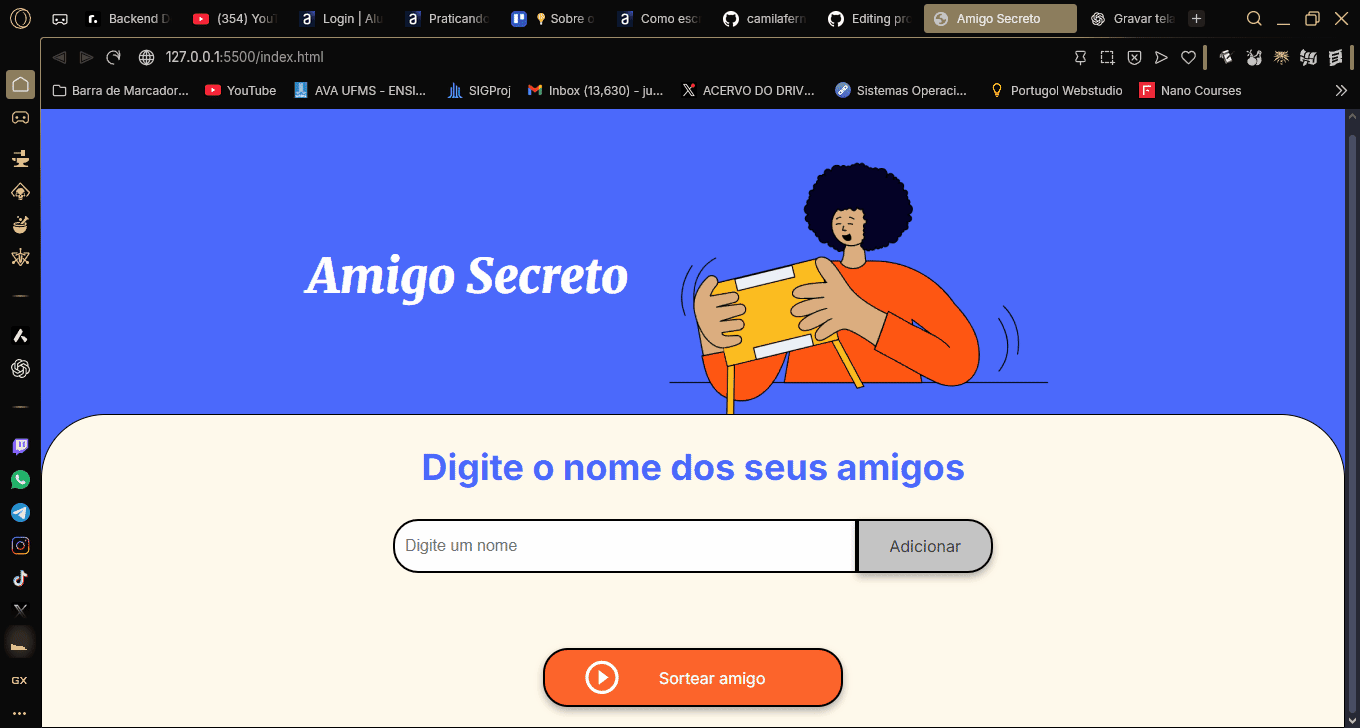 Backend D
(354) YouT
Login | Alu
Praticando
Sobre o
Como esc
camilafern
Editing pro
Amigo Secreto
Gravar tela
127.0.0.1:5500/index.html
Barra de Marcador...
YouTube
AVA UFMS - ENSI...
SIGProj
Inbox (13,630) - ju...
ACERVO DO DRIV...
Sistemas Operaci...
Portugol Webstudio
Nano Courses
GX
Amigo Secreto
Digite o nome dos seus amigos
Digite um nome
Adicionar
Sortear amigo